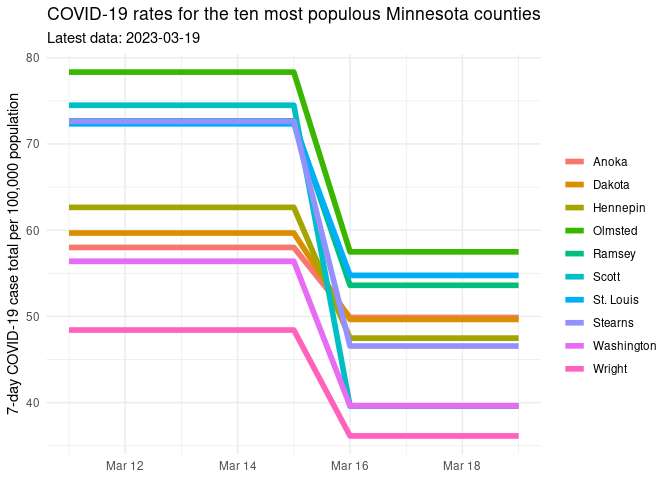 COVID-19 rates for the ten most populous Minnesota counties
Latest data: 2023-03-19
7-day COVID-19 case total per 100,000 population
80
70
60
50
40
Mar 12
Mar 14
Mar 16
Mar 18
Anoka
Dakota
Hennepin
Olmsted
Ramsey
Scott
St. Louis
Stearns
Washington
Wright